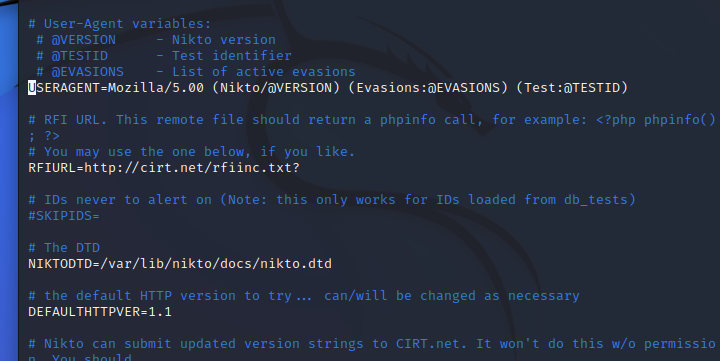 # User-Agent variables:
# @VERSION - Nikto version
# @TESTID - Test identifier
# @EVASIONS - List of active evasions
USERAGENT=Mozilla/5.00 (Nikto/@VERSION) (Evasions:@EVASIONS) (Test:@TESTID)
# RFI URL. This remote file should return a phpinfo call, for example: <?php phpinfo()
; ?>
# You may use the one below, if you like.
RFIURL=http://cirt.net/rfiinc.txt?
# IDs never to alert on (Note: this only works for IDs loaded from db_tests)
#SKIPIDS=
# The DTD
NIKTODTD=/var/lib/nikto/docs/nikto.dtd
# the default HTTP version to try... can/will be changed as necessary
DEFAULTHTTPVER=1.1
# Nikto can submit updated version strings to CIRT.net. It won't do this w/o permissio
n. You should